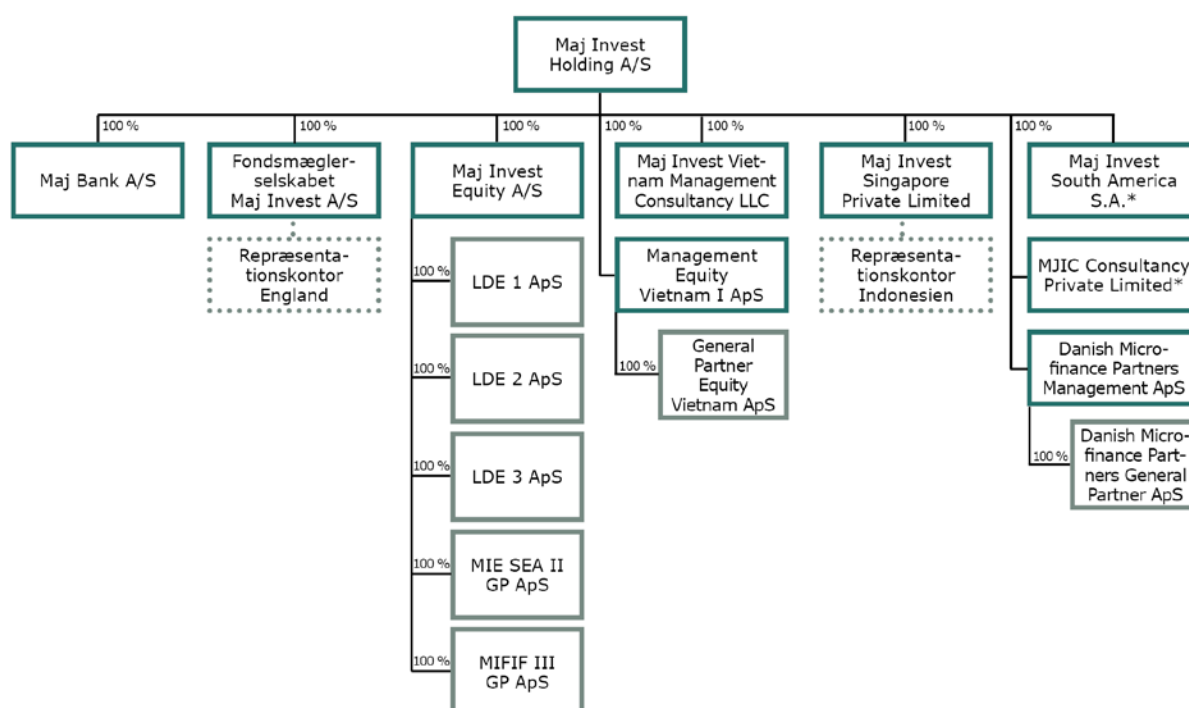 Maj Invest
Holding A/S
100 %
100 %
100 %
100 %
100 %
100 %
100 %
Maj Bank A/S
Fondsmægler-
selskabet
Maj Invest A/S
Maj Invest
Equity A/S
Maj Invest Viet-
nam Management
Consultancy LLC
Maj Invest
Singapore
Private Limited
Maj Invest
South America
S.A.*
Repræsenta-
tionskontor
England
100 %
LDE 1 ApS
Management
Equity
Vietnam I ApS
Repræsenta-
tionskontor
Indonesien
MJIC Consultancy
Private Limited*
100 %
LDE 2 ApS
100 %
General
Partner
Equity
Vietnam ApS
Danish Micro-
finance Partners
Management ApS
100 %
LDE 3 ApS
100 %
Danish Micro-
finance Part-
ners General
Partner ApS
100 %
MIE SEA II
GP ApS
100 %
MIFIF III
GP ApS